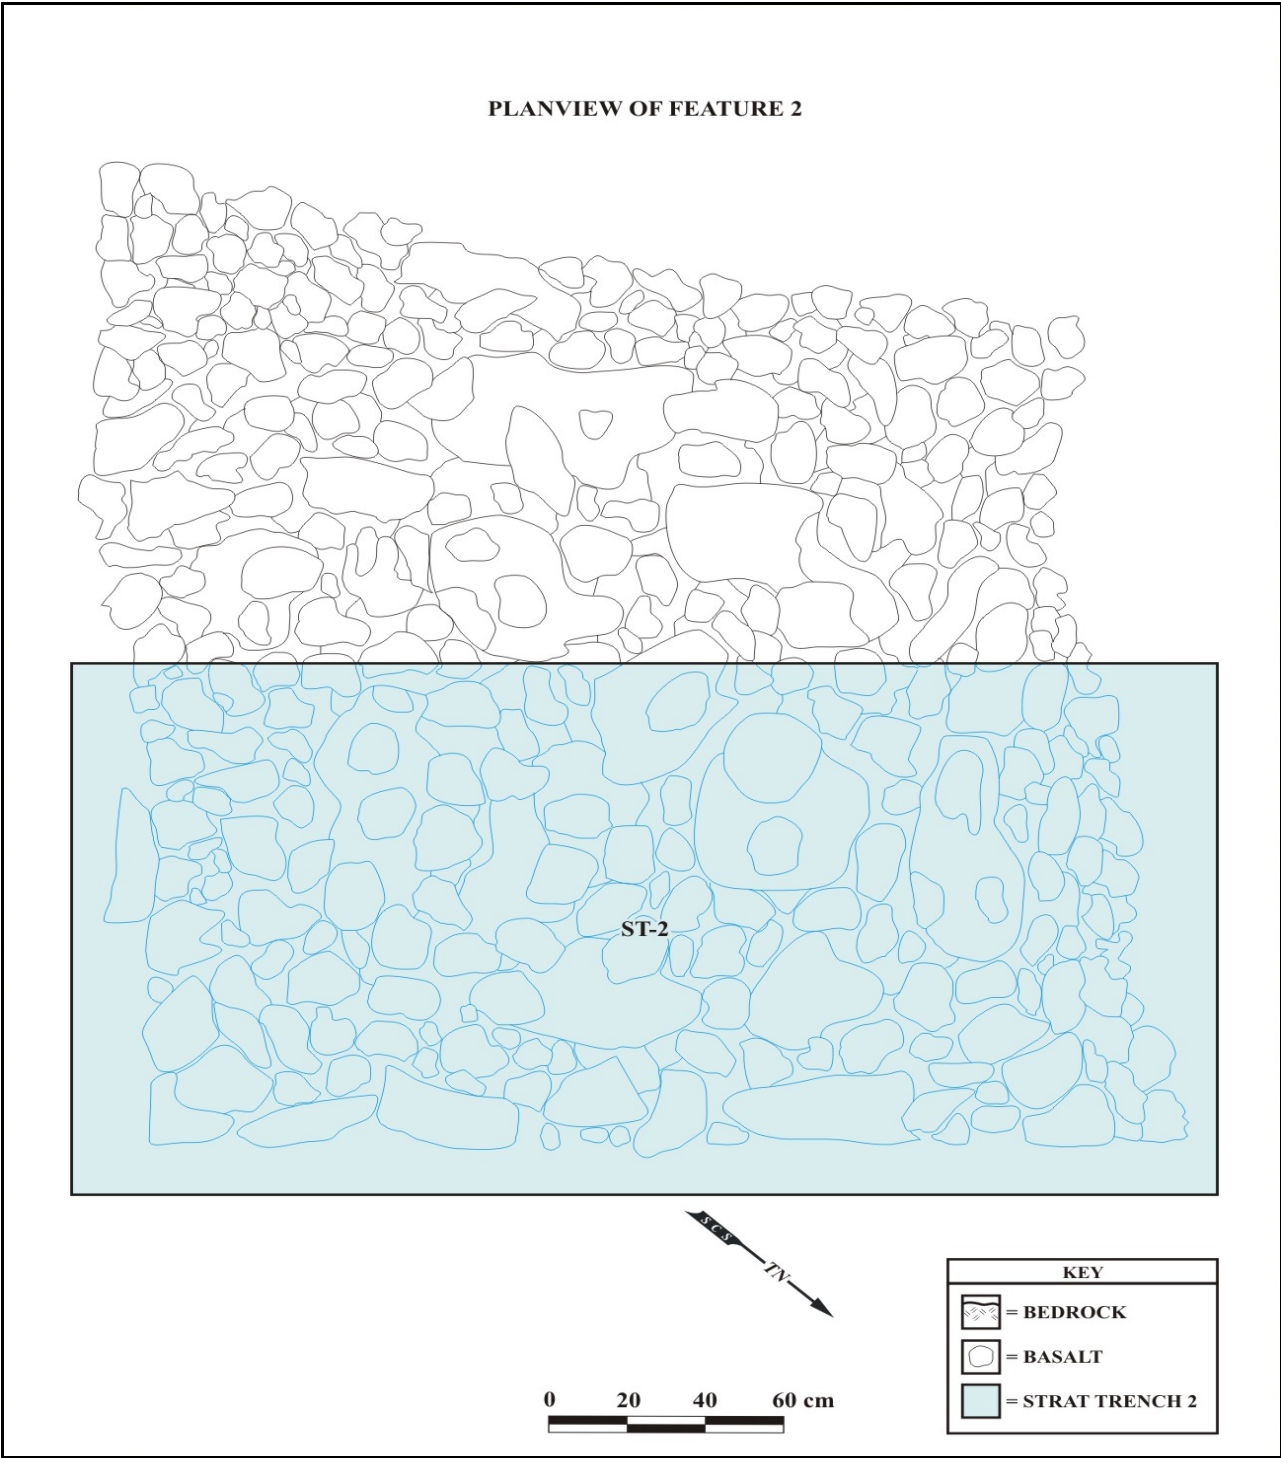 PLANVIEW OF FEATURE 2
ST-2
SCS
TN
KEY
= BEDROCK
= BASALT
= STRAT TRENCH 2
0 20 40 60 cm